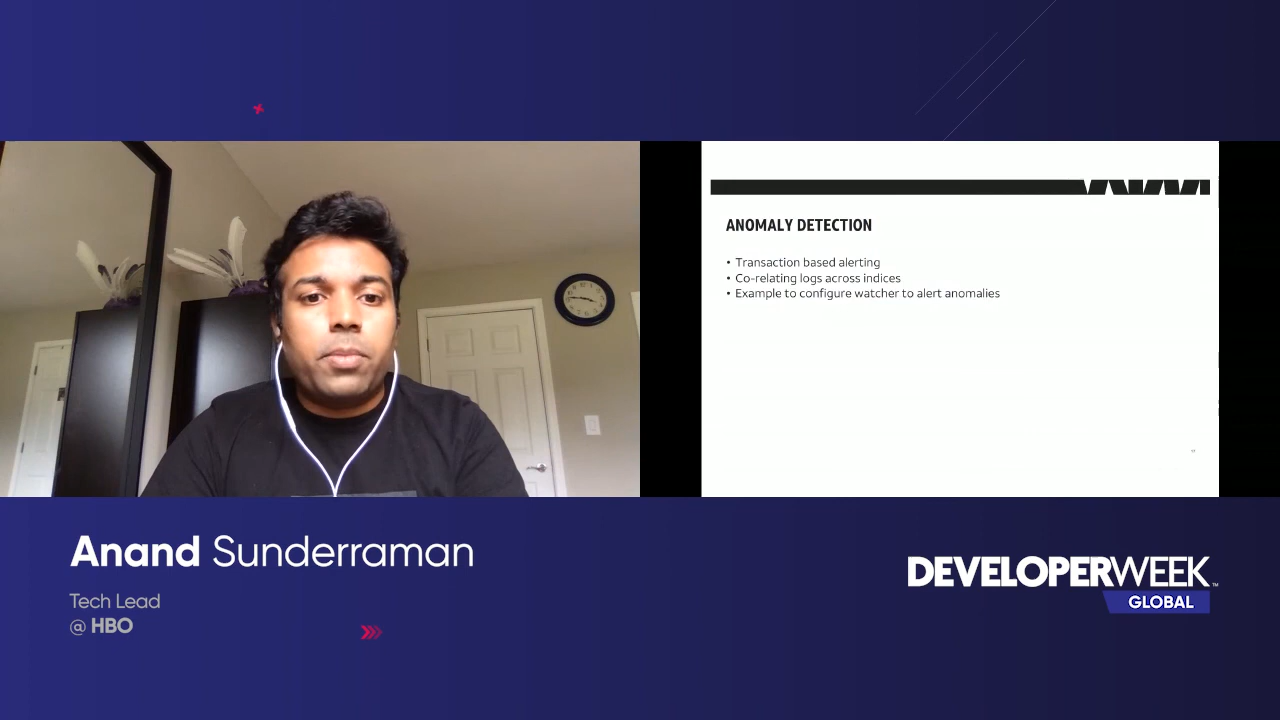 ANOMALY DETECTION
• Transaction based alerting
• Co-relating logs across indices
• Example to configure watcher to alert anomalies
Anand Sunderraman
Tech Lead
@ HBO
DEVELOPERWEEK™
GLOBAL